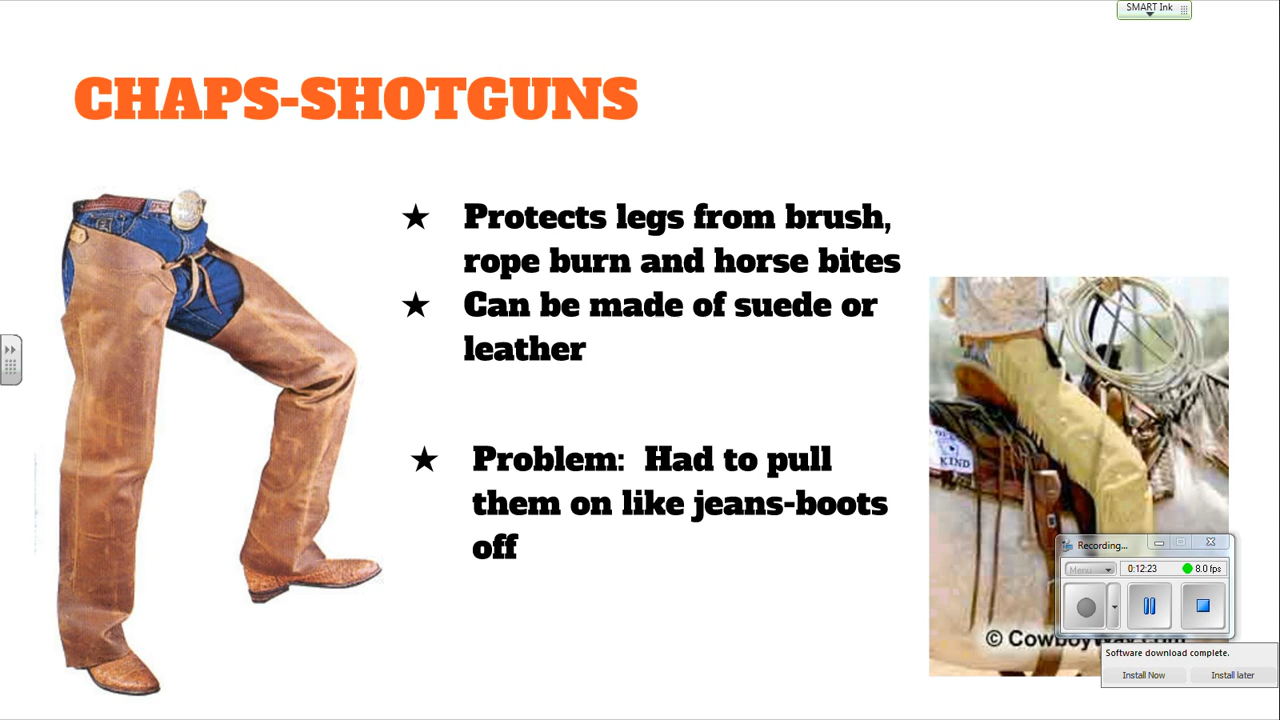 SMART Ink
CHAPS-SHOTGUNS
★ Protects legs from brush,
rope burn and horse bites
★ Can be made of suede or
leather
★ Problem:  Had to pull
them on like jeans-boots
off
KIND
Recording...
Menu
0:12:23
8.0 fps
© Cowboy
Software download complete.
Install Now
Install later